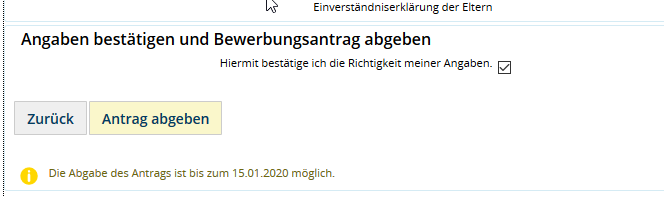 Einverständniserklärung der Eltern
Angaben bestätigen und Bewerbungsantrag abgeben
Hiermit bestätige ich die Richtigkeit meiner Angaben.
Zurück
Antrag abgeben
Die Abgabe des Antrags ist bis zum 15.01.2020 möglich.